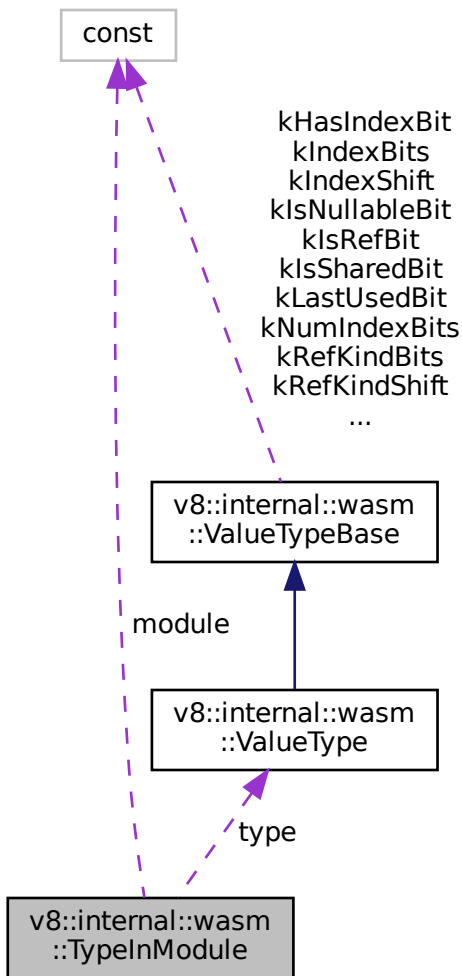 const
kHasIndexBit
kIndexBits
kIndexShift
kIsNullableBit
kIsRefBit
kIsSharedBit
kLastUsedBit
kNumIndexBits
kRefKindBits
kRefKindShift
...
v8::internal::wasm
::ValueTypeBase
module
v8::internal::wasm
::ValueType
type
v8::internal::wasm
::TypeInModule